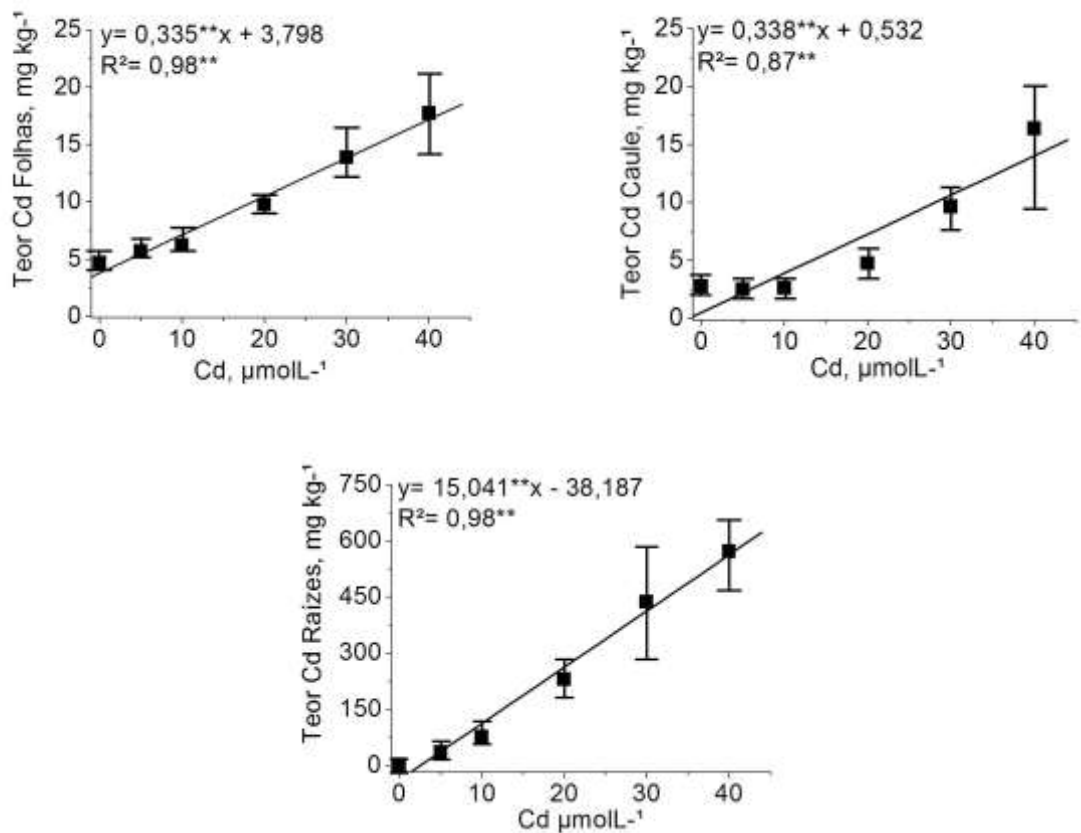 y= 0,335**x + 3,798
R²= 0,98**
Teor Cd Folhas, mg kg-¹
25
20
15
10
5
0
0 10 20 30 40
Cd, µmolL-¹
y= 0,338**x + 0,532
R²= 0,87**
Teor Cd Caule, mg kg-¹
25
20
15
10
5
0
0 10 20 30 40
Cd, µmolL-¹
y= 15,041**x - 38,187
R²= 0,98**
Teor Cd Raizes, mg kg-¹
750
600
450
300
150
0
0 10 20 30 40
Cd µmolL-¹